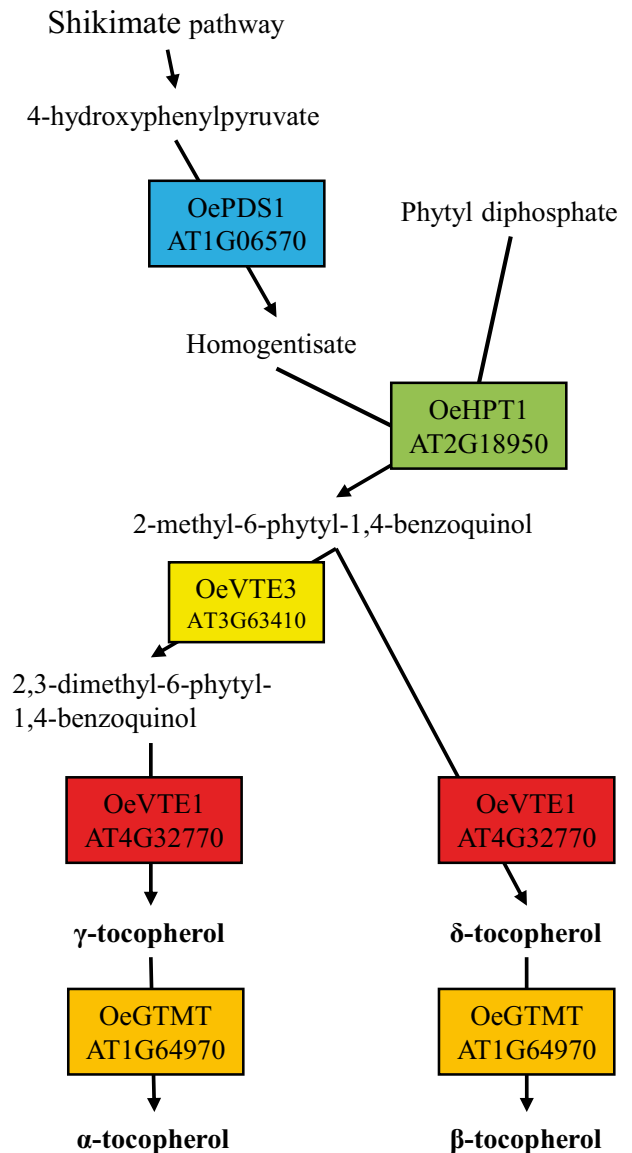 Shikimate pathway
4-hydroxyphenylpyruvate
OePDS1
AT1G06570
Phytyl diphosphate
Homogentisate
OeHPT1
AT2G18950
2-methyl-6-phytyl-1,4-benzoquinol
OeVTE3
AT3G63410
2,3-dimethyl-6-phytyl-
1,4-benzoquinol
OeVTE1
AT4G32770
OeVTE1
AT4G32770
γ-tocopherol
δ-tocopherol
OeGTMT
AT1G64970
OeGTMT
AT1G64970
α-tocopherol
β-tocopherol